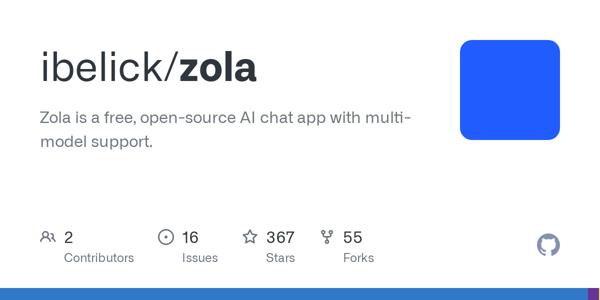 ibelick/zola
Zola is a free, open-source AI chat app with multi-
model support.
2
Contributors
16
Issues
367
Stars
55
Forks